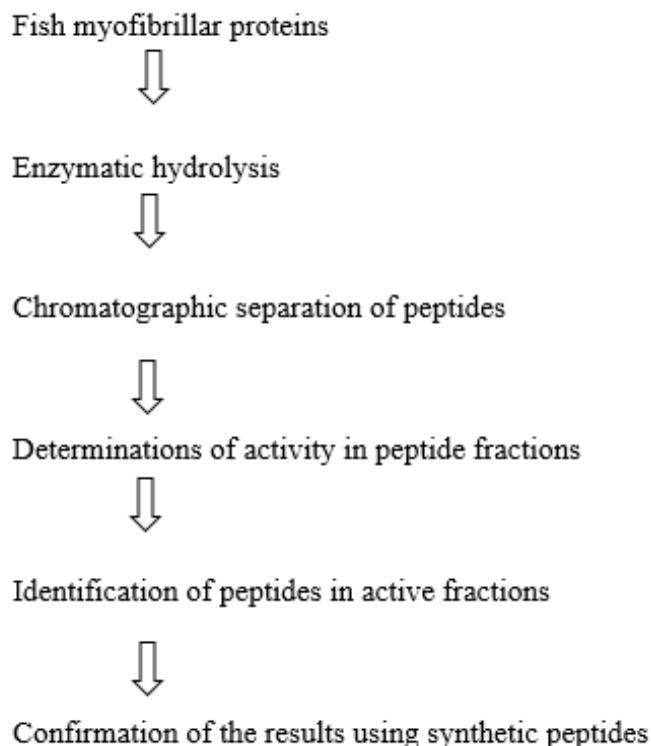 Fish myofibrillar proteins
Enzymatic hydrolysis
Chromatographic separation of peptides
Determinations of activity in peptide fractions
Identification of peptides in active fractions
Confirmation of the results using synthetic peptides